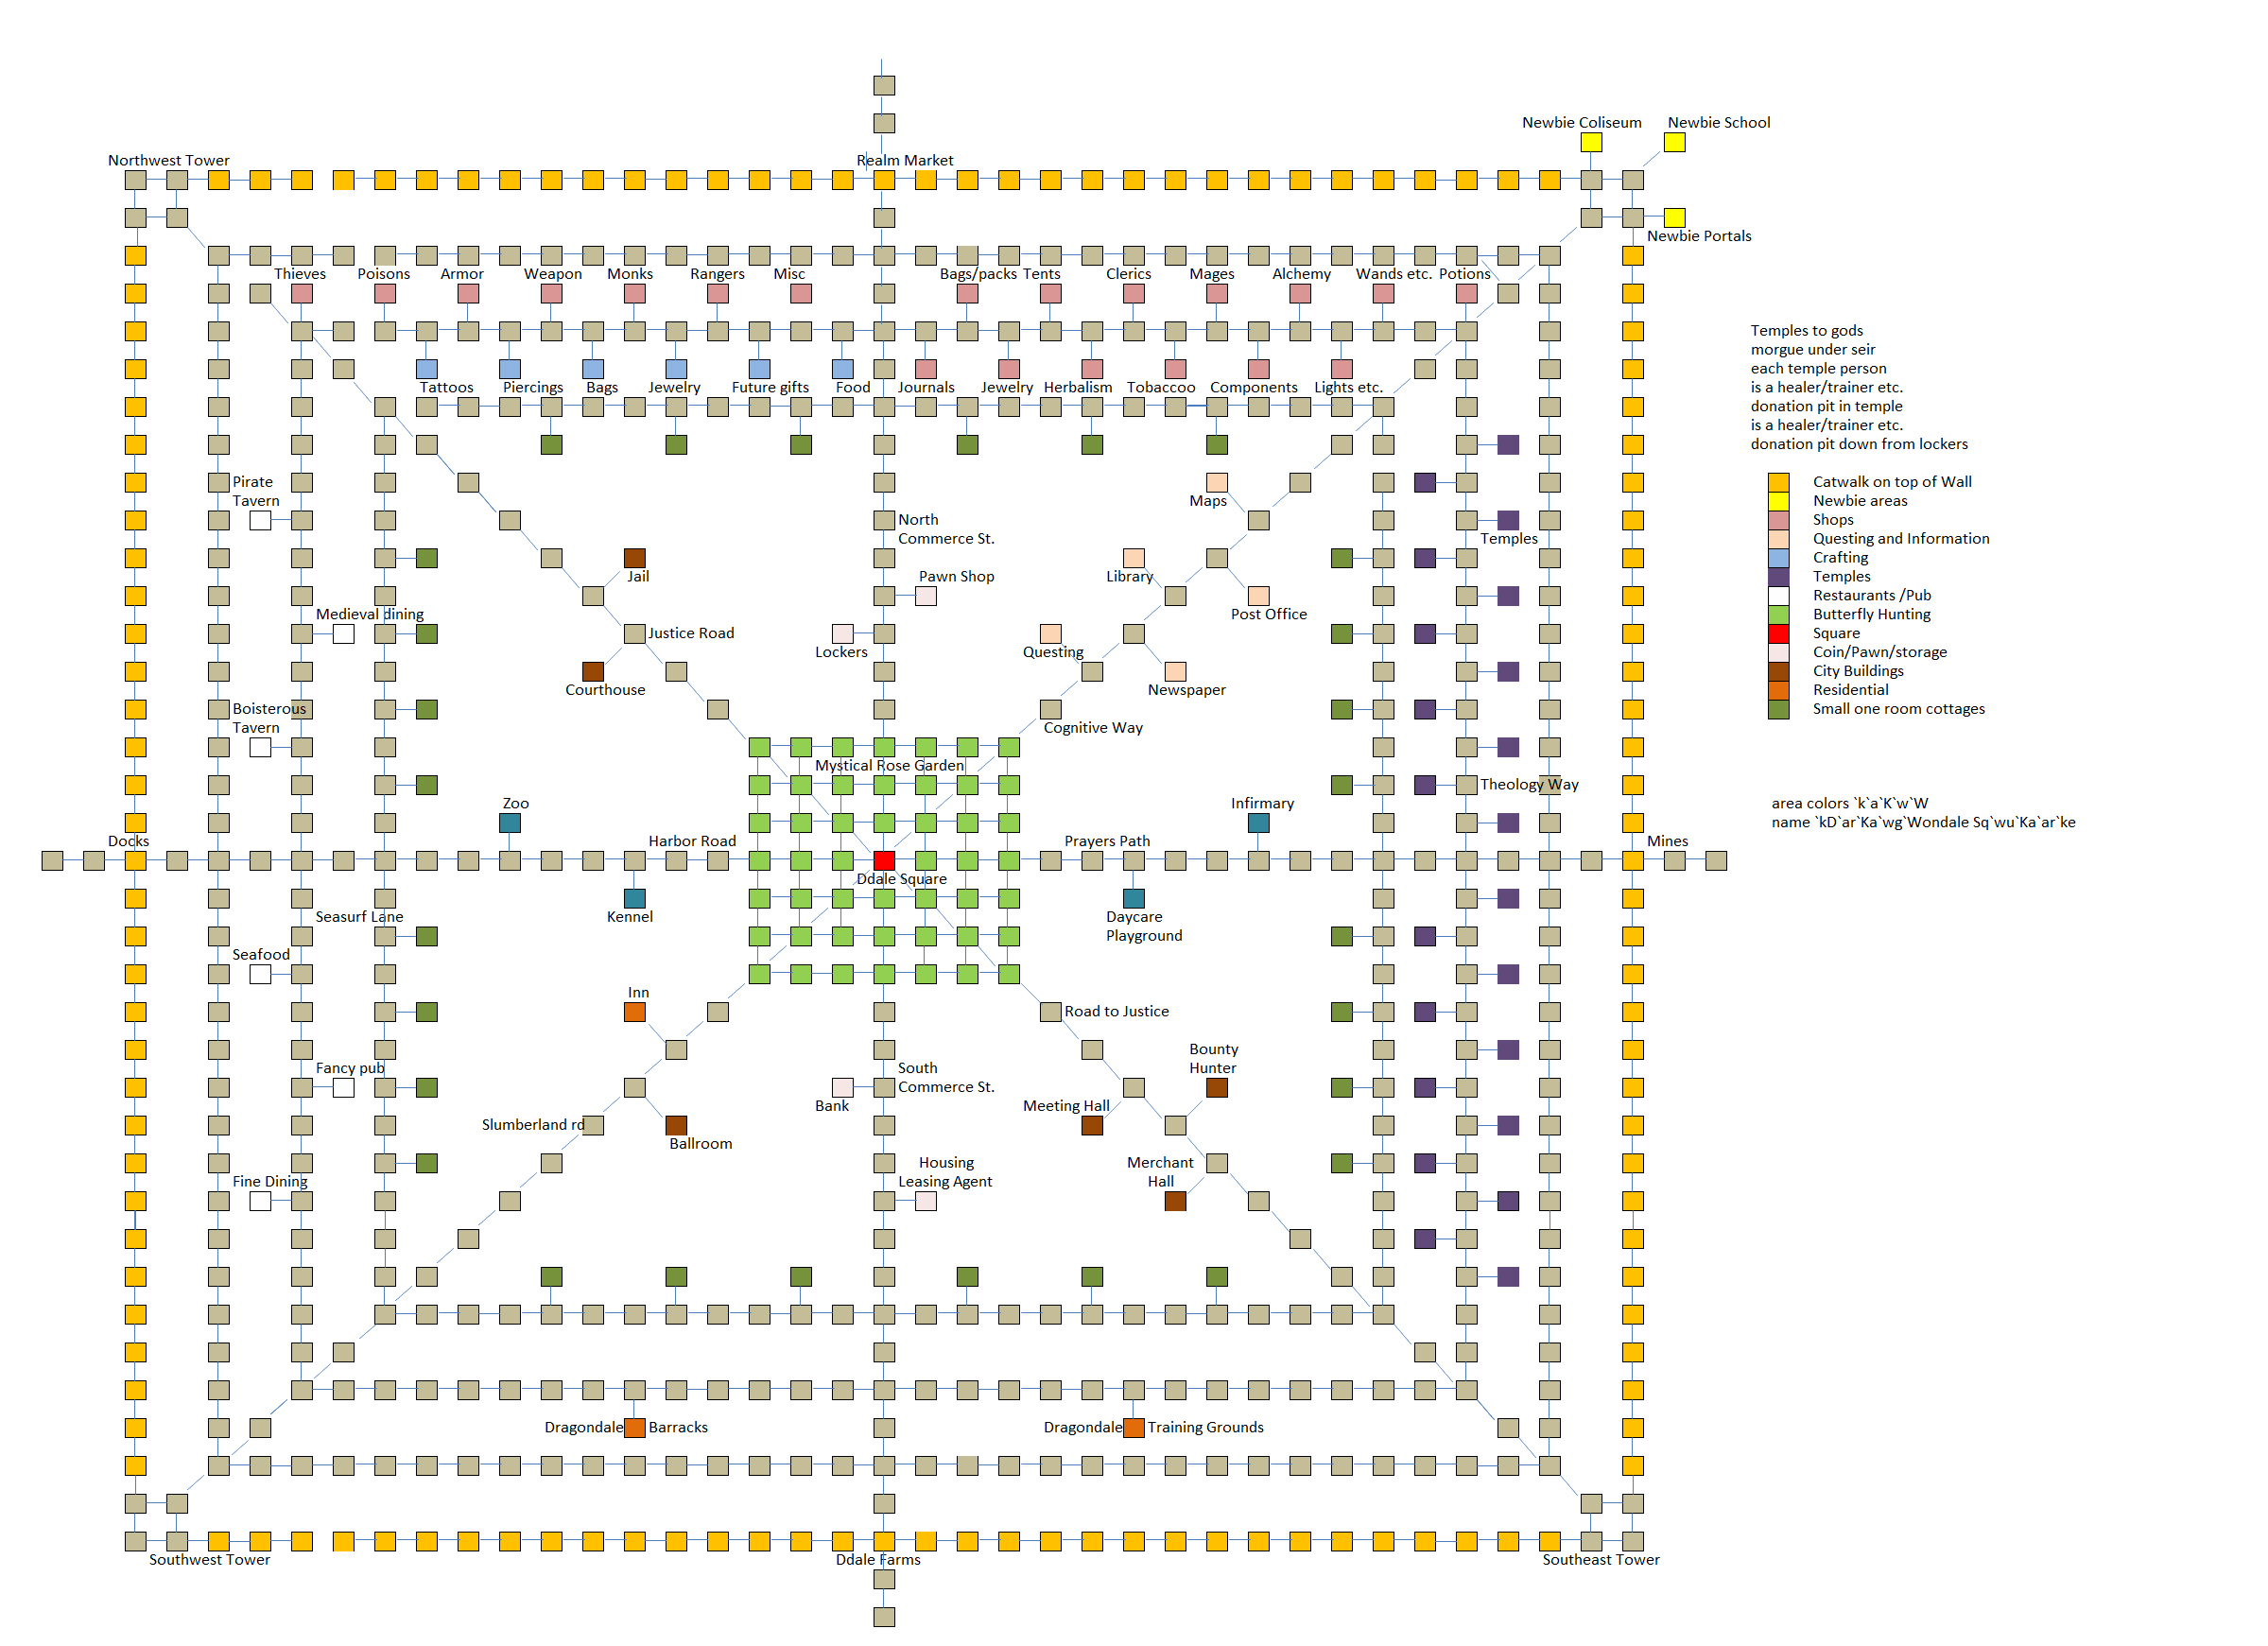 Newbie Coliseum
Newbie School
Northwest Tower
Realm Market
Newbie Portals
Thieves
Poisons
Armor
Weapon
Monks
Rangers
Misc
Bags/packs
Tents
Clerics
Mages
Alchemy
Wands etc.
Potions
Tattoos
Piercings
Bags
Jewelry
Future gifts
Food
Journals
Jewelry
Herbalism
Tobaccoo
Components
Lights etc.
Temples to gods
morgue under seir
each temple person
is a healer/trainer etc.
donation pit in temple
is a healer/trainer etc.
donation pit down from lockers
Catwalk on top of Wall
Newbie areas
Shops
Questing and Information
Crafting
Temples
Restaurants /Pub
Butterfly Hunting
Square
Coin/Pawn/storage
City Buildings
Residential
Small one room cottages
area colors `k`a`K`w`W
name `kD`ar`Ka`wg`Wondale Sq`wu`Ka`ar`ke
Pirate
Tavern
Maps
North
Commerce St.
Temples
Jail
Pawn Shop
Library
Post Office
Medieval dining
Justice Road
Lockers
Questing
Courthouse
Newspaper
Boisterous
Tavern
Cognitive Way
Mystical Rose Garden
Theology Way
Zoo
Infirmary
Docks
Harbor Road
Prayers Path
Mines
Ddale Square
Seasurf Lane
Kennel
Daycare
Playground
Seafood
Inn
Road to Justice
Fancy pub
South
Commerce St.
Bounty
Hunter
Bank
Meeting Hall
Slumberland rd
Ballroom
Fine Dining
Housing
Leasing Agent
Merchant
Hall
Dragondale
Barracks
Dragondale
Training Grounds
Southwest Tower
Ddale Farms
Southeast Tower